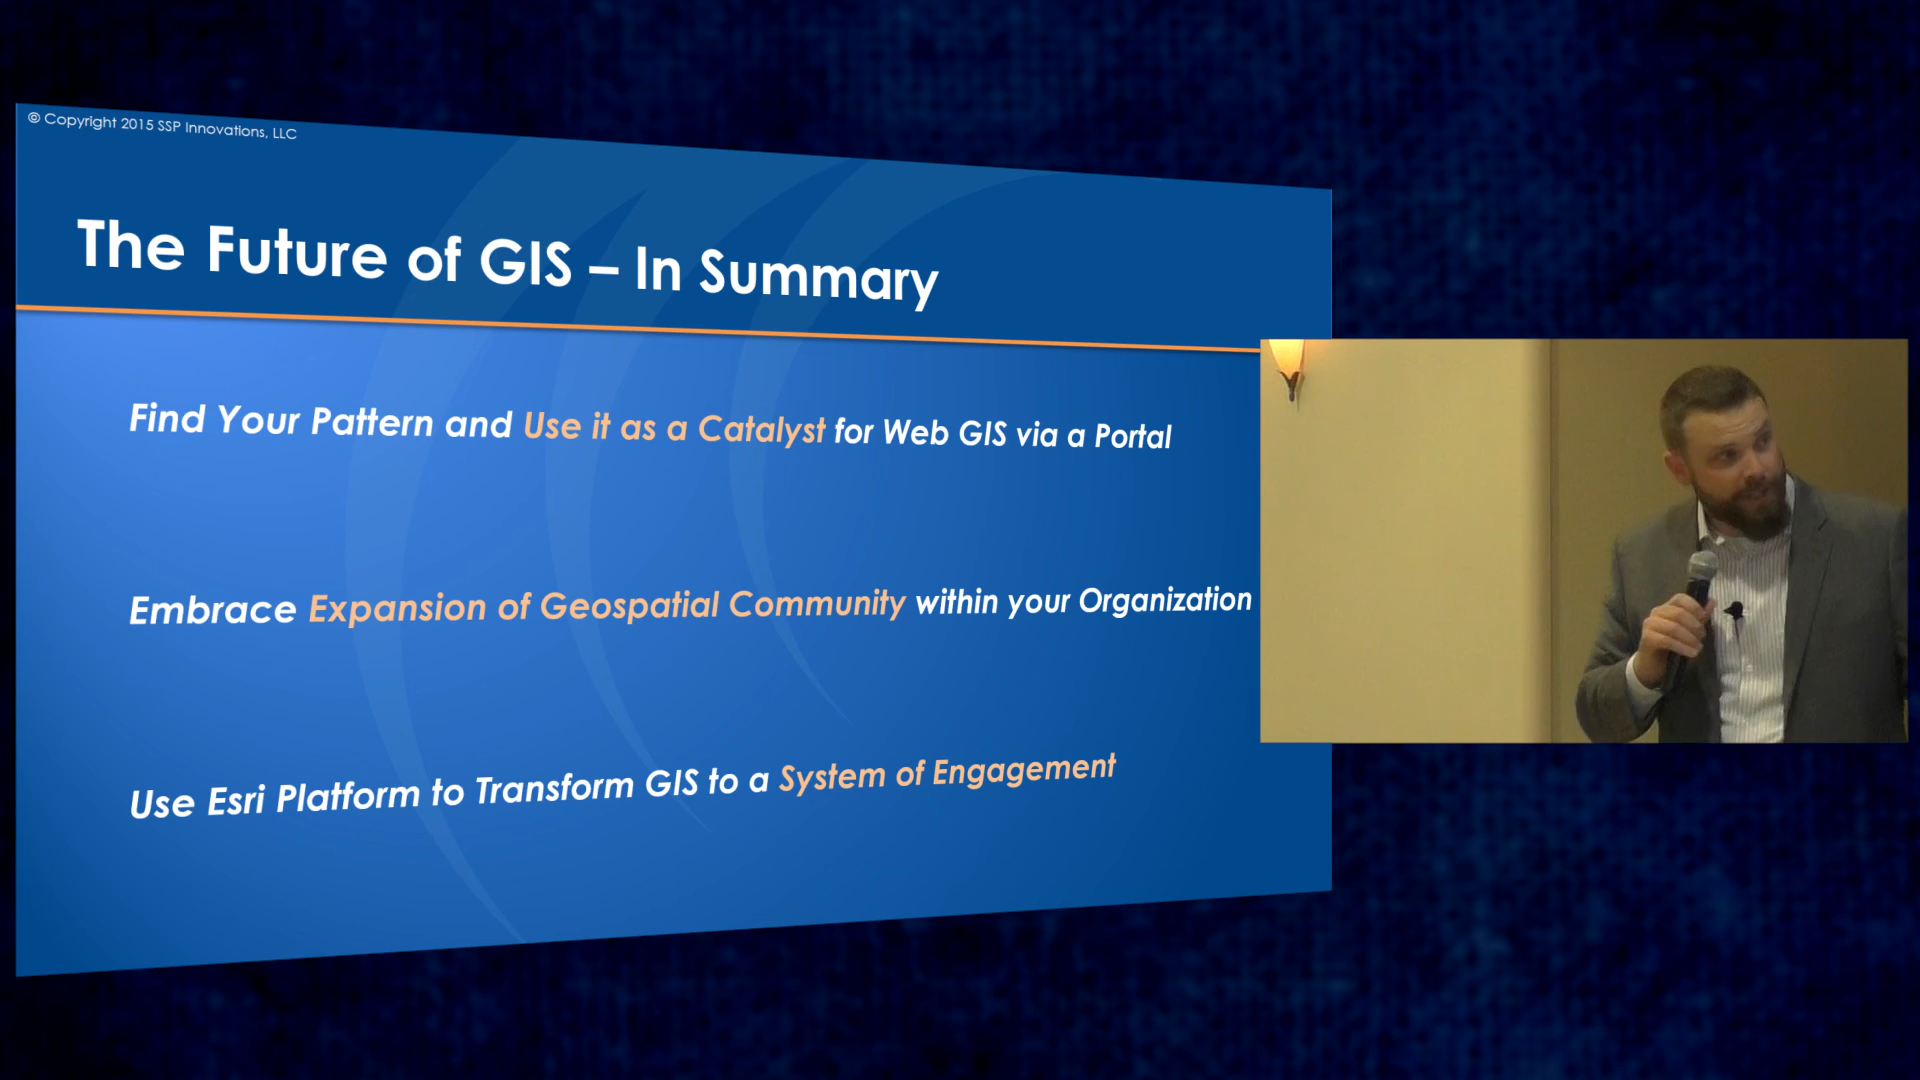 © Copyright 2015 SSP Innovations, LLC
The Future of GIS – In Summary
Find Your Pattern and Use it as a Catalyst for Web GIS via a Portal
Embrace Expansion of Geospatial Community within your Organization
Use Esri Platform to Transform GIS to a System of Engagement